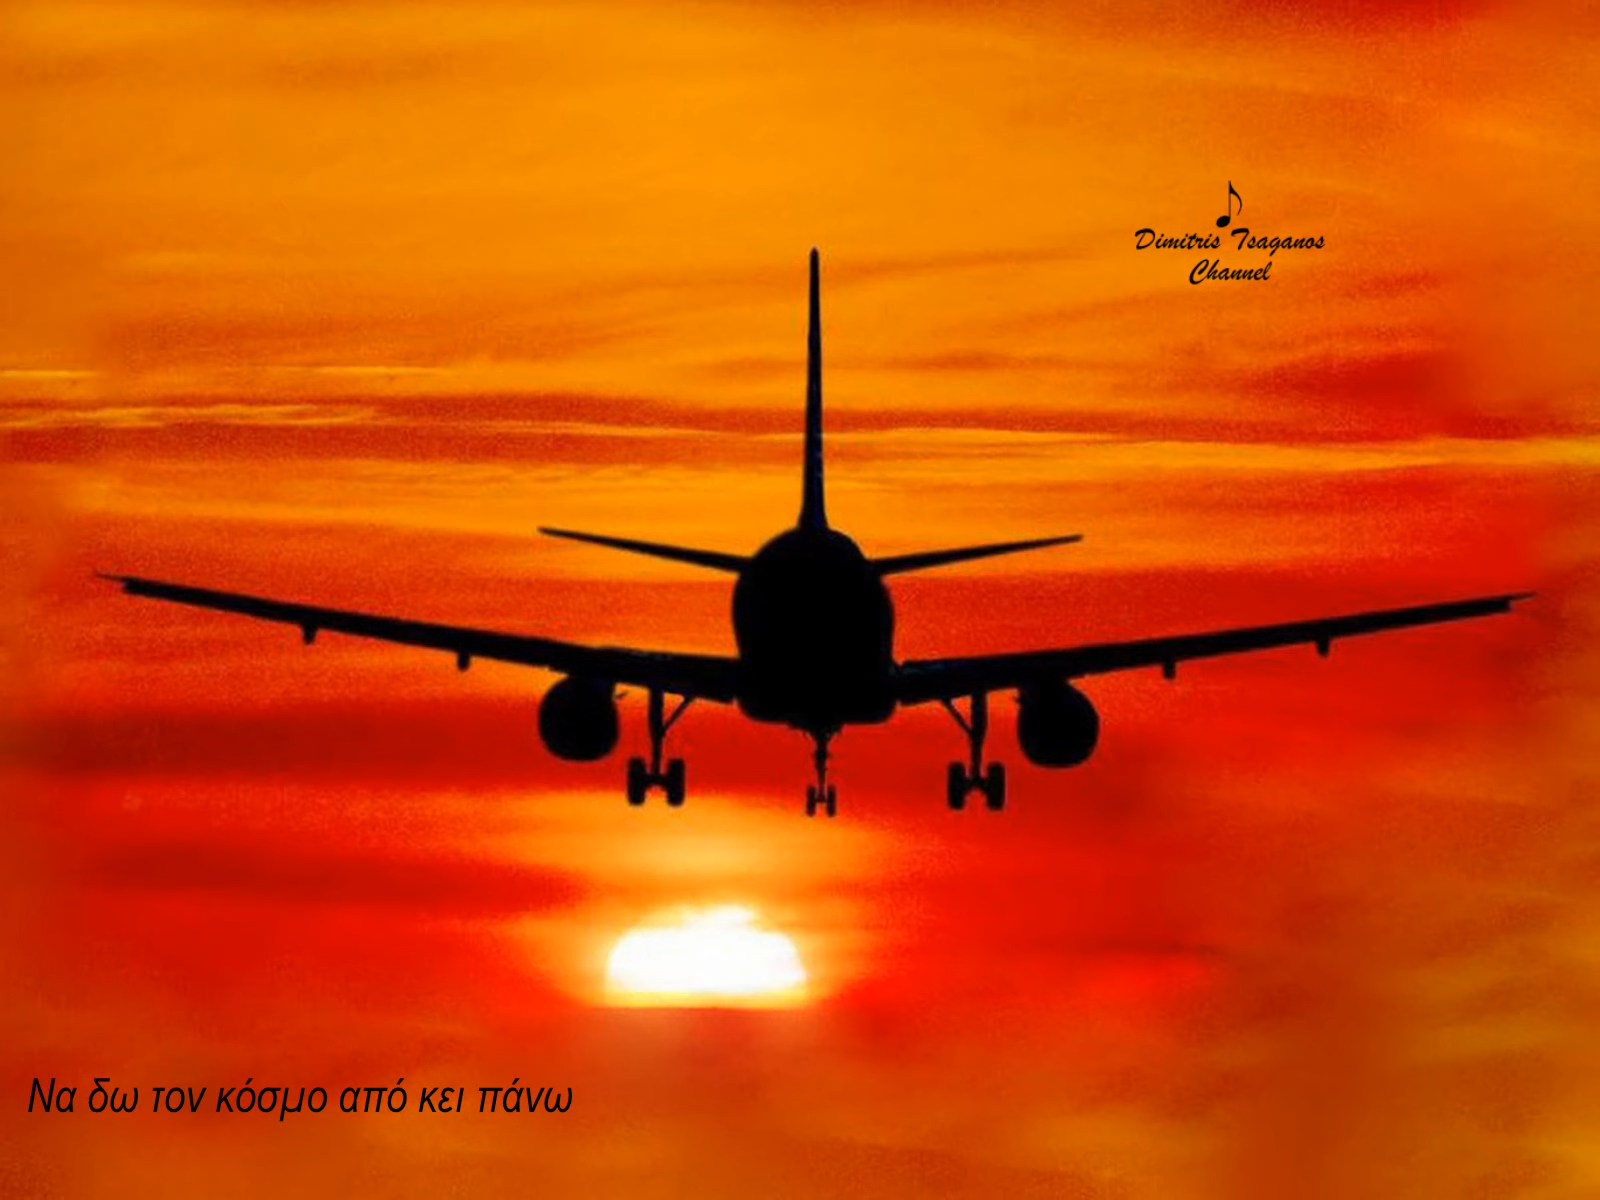 Dimitris Tsaganos
Channel
Να δω τον κόσμο από κει πάνω